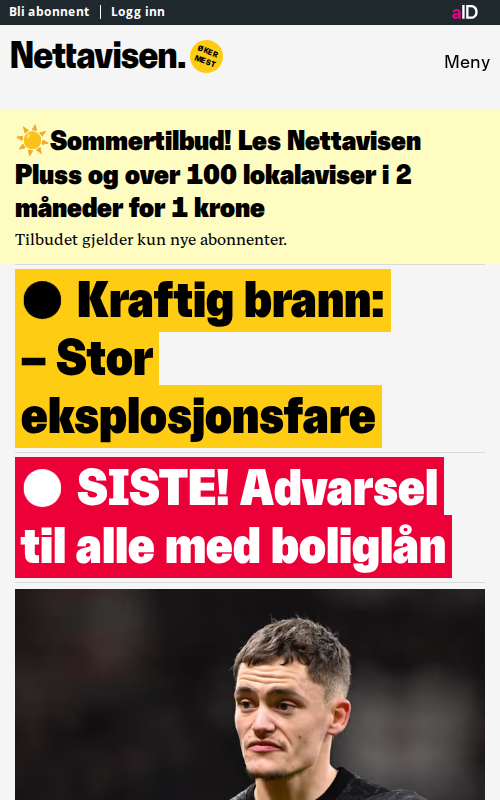 Bli abonnent
Logg inn
aID
Nettavisen.
ØKER
MEST
Meny
Sommertilbud! Les Nettavisen
Pluss og over 100 lokalaviser i 2
måneder for 1 krone
Tilbudet gjelder kun nye abonnenter.
Kraftig brann:
– Stor
eksplosjonsfare
SISTE! Advarsel
til alle med boliglån